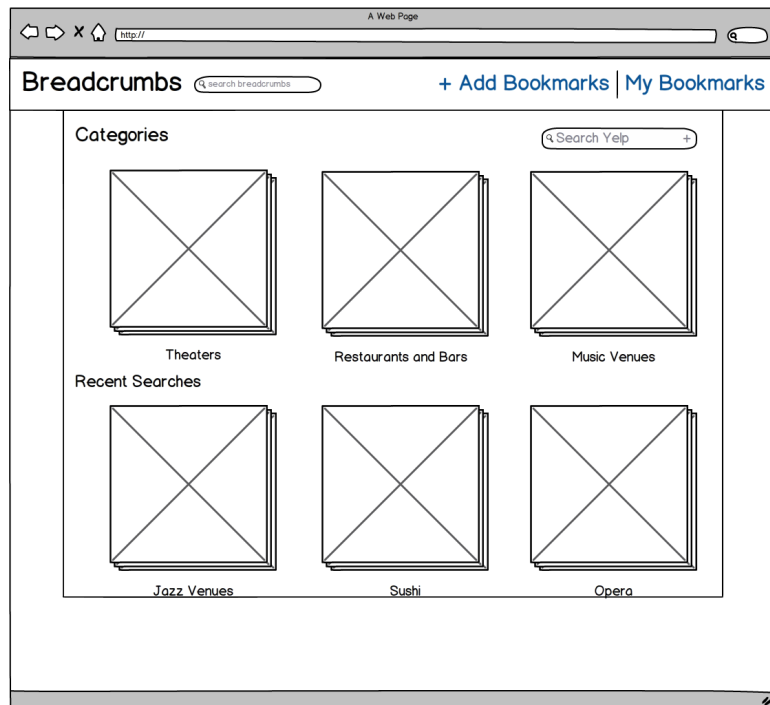 A Web Page
http://
Breadcrumbs search breadcrumbs + Add Bookmarks | My Bookmarks
Categories Search Yelp +
Theaters Restaurants and Bars Music Venues
Recent Searches
Jazz Venues Sushi Opera